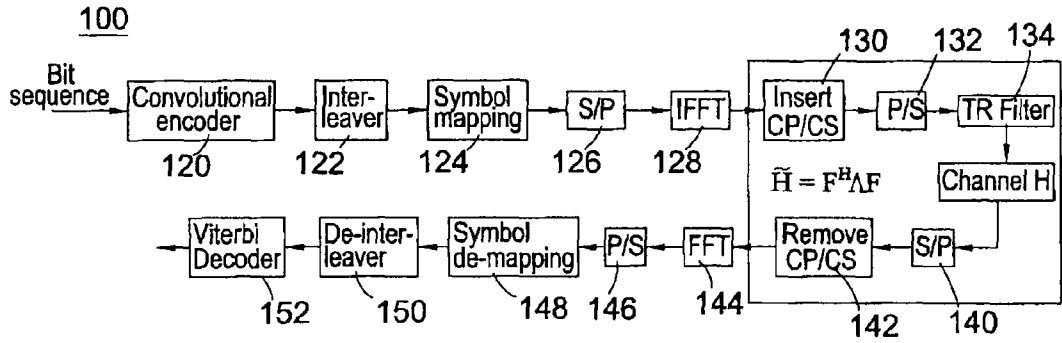 100
Bit sequence
Convolutional encoder
120
Inter-
leaver
122
Symbol mapping
124
S/P
126
IFFT
128
130
Insert CP/CS
132
P/S
134
TR Filter
Channel H
H̃ = FᴴΛF
S/P
140
Remove CP/CS
142
FFT
144
P/S
146
Symbol de-mapping
148
De-inter-
leaver
150
Viterbi Decoder
152